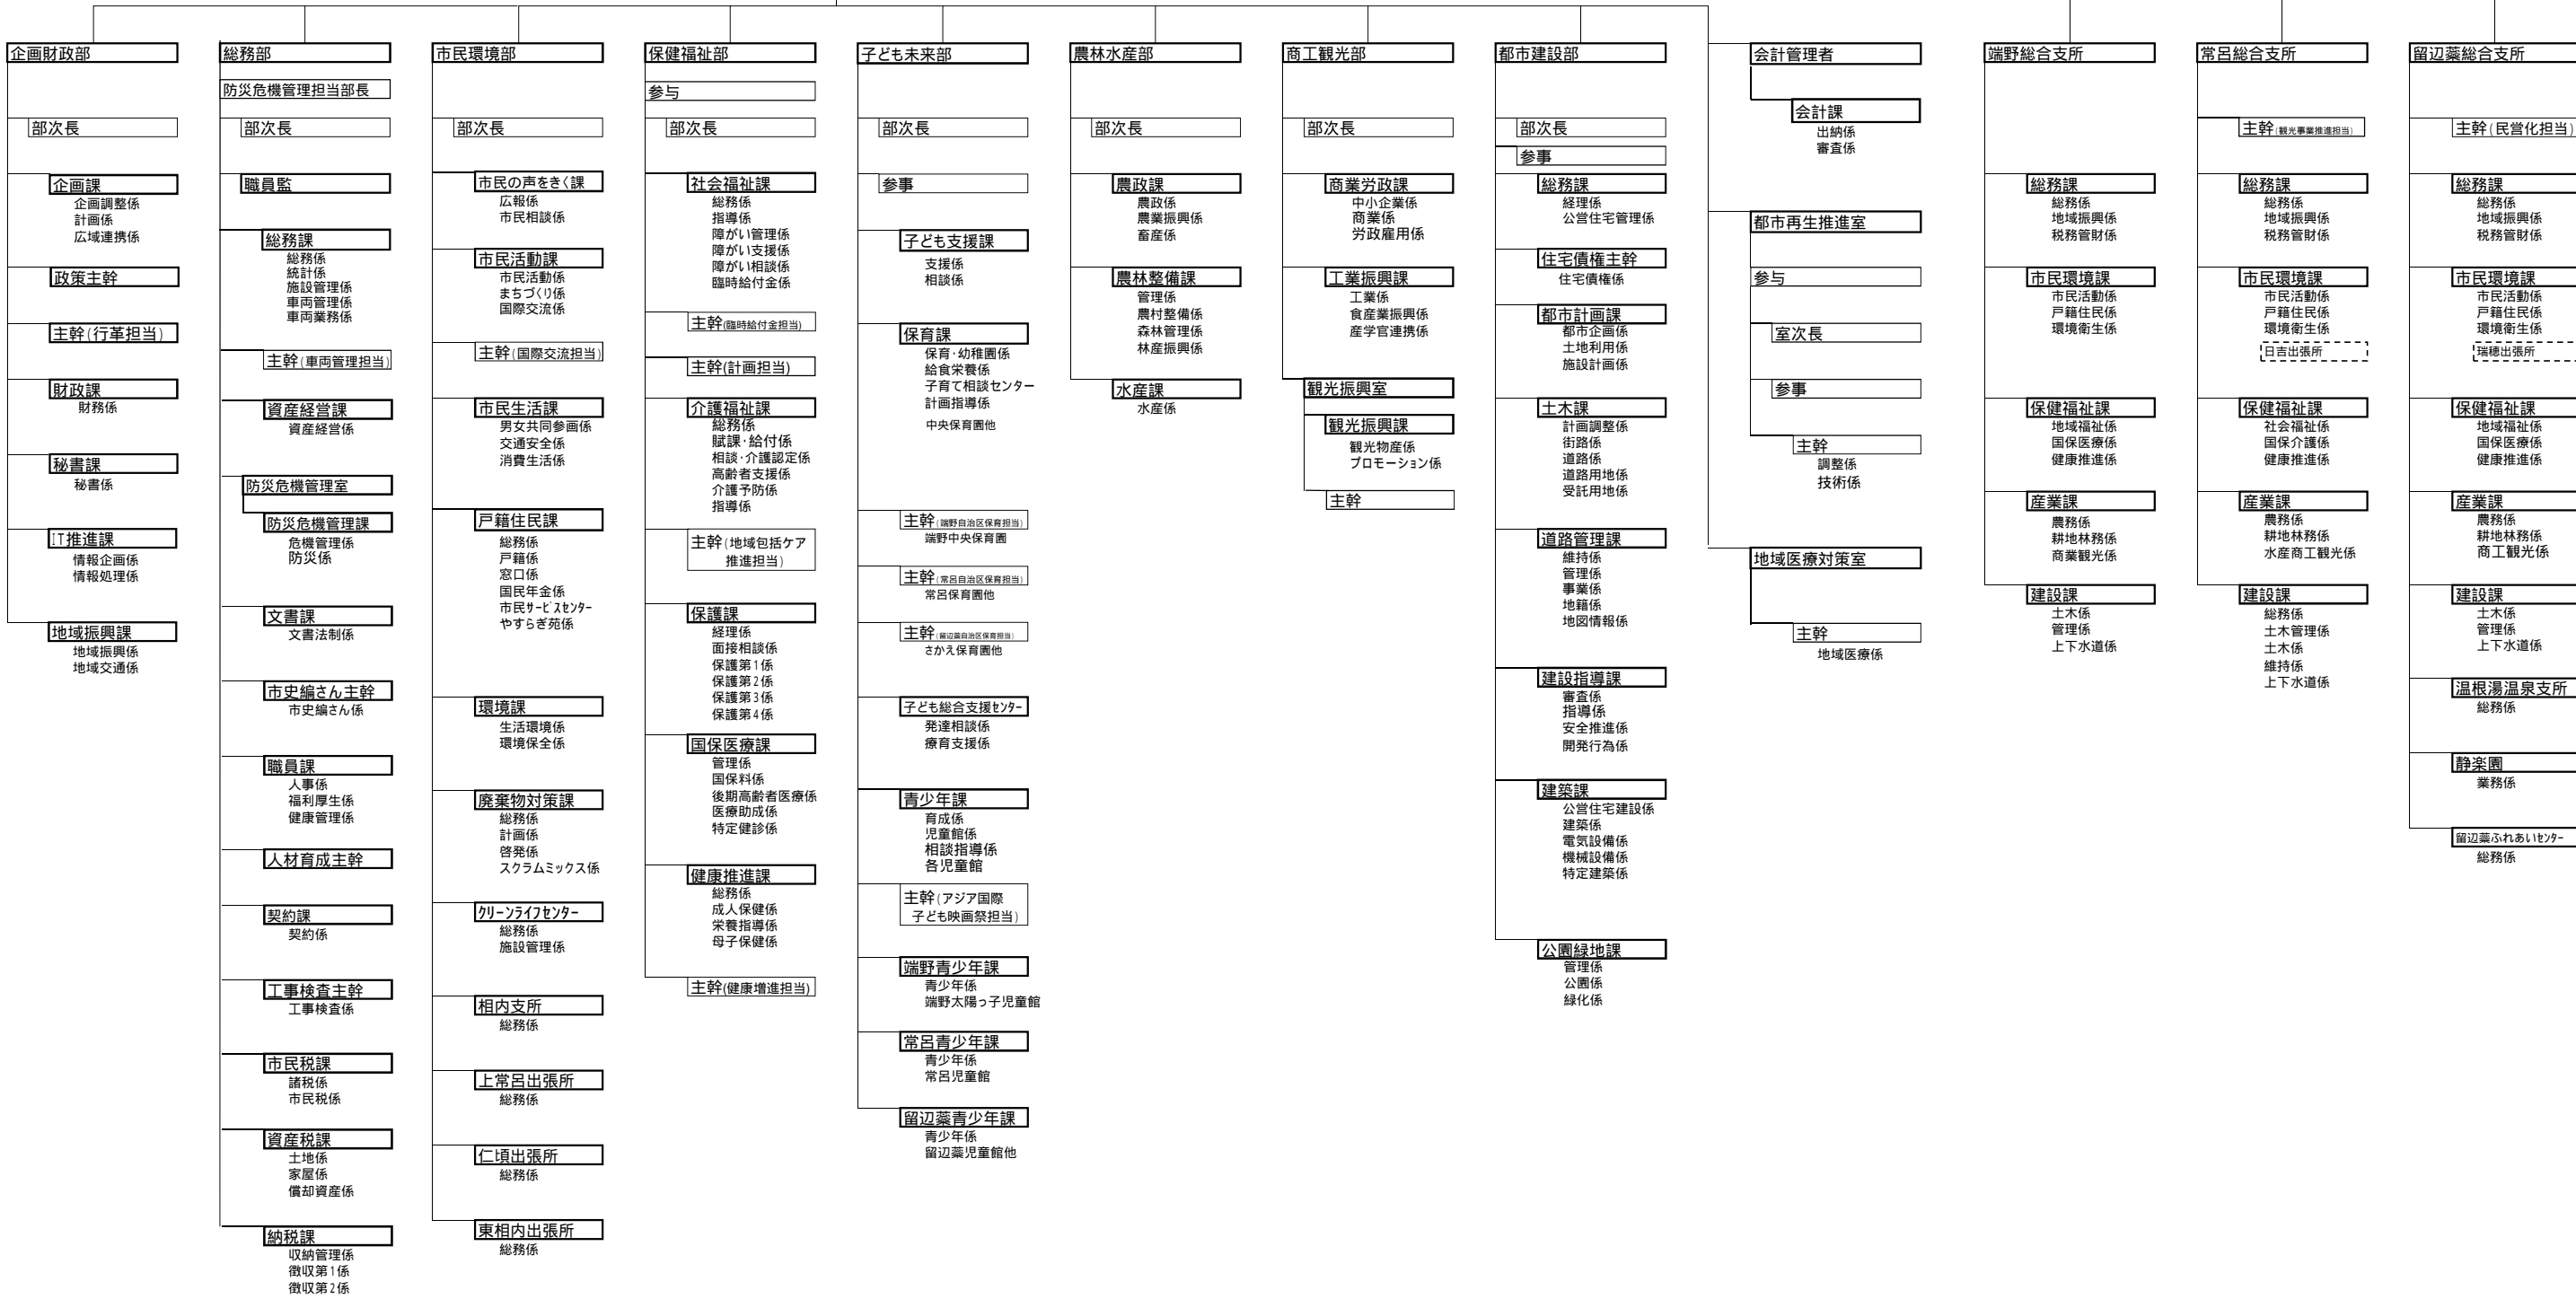 企画財政部
部次長
企画課
企画調整係
計画係
広域連携係
政策主幹
主幹(行革担当)
財政課
財務係
秘書課
秘書係
IT推進課
情報企画係
情報処理係
地域振興課
地域振興係
地域交通係
総務部
防災危機管理担当部長
部次長
職員監
総務課
総務係
統計係
施設管理係
車両管理係
車両業務係
主幹(車両管理担当)
資産経営課
資産経営係
防災危機管理室
防災危機管理課
危機管理係
防災係
文書課
文書法制係
市史編さん主幹
市史編さん係
職員課
人事係
福利厚生係
健康管理係
人材育成主幹
契約課
契約係
工事検査主幹
工事検査係
市民税課
諸税係
市民税係
資産税課
土地係
家屋係
償却資産係
納税課
収納管理係
徴収第1係
徴収第2係
市民環境部
部次長
市民の声をきく課
広報係
市民相談係
市民活動課
市民活動係
まちづくり係
国際交流係
主幹(国際交流担当)
市民生活課
男女共同参画係
交通安全係
消費生活係
戸籍住民課
総務係
戸籍係
窓口係
国民年金係
市民サービスセンター
やすらぎ苑係
環境課
生活環境係
環境保全係
廃棄物対策課
総務係
計画係
啓発係
スクラムミックス係
クリーンライフセンター
総務係
施設管理係
相内支所
総務係
上常呂出張所
総務係
仁頃出張所
総務係
東相内出張所
総務係
保健福祉部
参与
部次長
社会福祉課
総務係
指導係
障がい管理係
障がい支援係
障がい相談係
臨時給付金係
主幹(臨時給付金担当)
主幹(計画担当)
介護福祉課
総務係
賦課・給付係
相談・介護認定係
高齢者支援係
介護予防係
指導係
主幹(地域包括ケア
推進担当)
保護課
経理係
面接相談係
保護第1係
保護第2係
保護第3係
保護第4係
国保医療課
管理係
国保料係
後期高齢者医療係
医療助成係
特定健診係
健康推進課
総務係
成人保健係
栄養指導係
母子保健係
主幹(健康増進担当)
子ども未来部
部次長
参事
子ども支援課
支援係
相談係
保育課
保育・幼稚園係
給食栄養係
子育て相談センター
計画指導係
中央保育園他
主幹(端野自治区保育担当)
端野中央保育園
主幹(常呂自治区保育担当)
常呂保育園他
主幹(留辺蘂自治区保育担当)
さかえ保育園他
子ども総合支援センター
発達相談係
療育支援係
青少年課
育成係
児童館係
相談指導係
各児童館
主幹(アジア国際
子ども映画祭担当)
端野青少年課
青少年係
端野太陽っ子児童館
常呂青少年課
青少年係
常呂児童館
留辺蘂青少年課
青少年係
留辺蘂児童館他
農林水産部
部次長
農政課
農政係
農業振興係
畜産係
農林整備課
管理係
農村整備係
森林管理係
林産振興係
水産課
水産係
商工観光部
部次長
商業労政課
中小企業係
商業係
労政雇用係
工業振興課
工業係
食産業振興係
産学官連携係
観光振興室
観光振興課
観光物産係
プロモーション係
主幹
都市建設部
部次長
参事
総務課
経理係
公営住宅管理係
住宅債権主幹
住宅債権係
都市計画課
都市企画係
土地利用係
施設計画係
土木課
計画調整係
街路係
道路係
道路用地係
受託用地係
道路管理課
維持係
管理係
事業係
地籍係
地図情報係
建設指導課
審査係
指導係
安全推進係
開発行為係
建築課
公営住宅建設係
建築係
電気設備係
機械設備係
特定建築係
公園緑地課
管理係
公園係
緑化係
会計管理者
会計課
出納係
審査係
都市再生推進室
参与
室次長
参事
主幹
調整係
技術係
地域医療対策室
主幹
地域医療係
端野総合支所
総務課
総務係
地域振興係
税務管財係
市民環境課
市民活動係
戸籍住民係
環境衛生係
保健福祉課
地域福祉係
国保医療係
健康推進係
産業課
農務係
耕地林務係
商業観光係
建設課
土木係
管理係
上下水道係
常呂総合支所
主幹(観光事業推進担当)
総務課
総務係
地域振興係
税務管財係
市民環境課
市民活動係
戸籍住民係
環境衛生係
日吉出張所
保健福祉課
社会福祉係
国保介護係
健康推進係
産業課
農務係
耕地林務係
水産商工観光係
建設課
総務係
土木管理係
土木係
維持係
上下水道係
留辺蘂総合支所
主幹(民営化担当)
総務課
総務係
地域振興係
税務管財係
市民環境課
市民活動係
戸籍住民係
環境衛生係
瑞穂出張所
保健福祉課
地域福祉係
国保医療係
健康推進係
産業課
農務係
耕地林務係
商工観光係
建設課
土木係
管理係
上下水道係
温根湯温泉支所
総務係
静楽園
業務係
留辺蘂ふれあいセンター
総務係